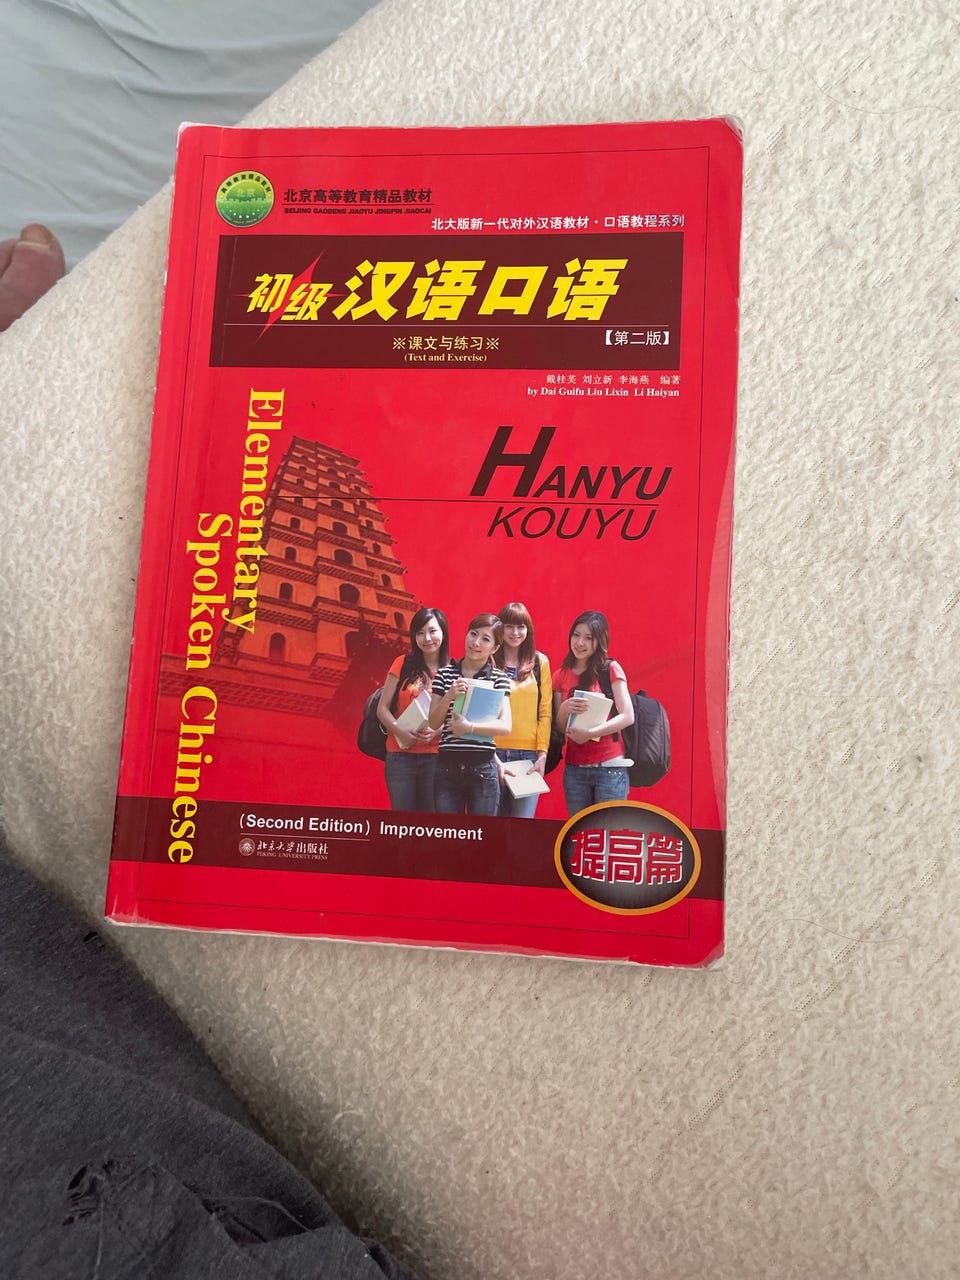 北京高等教育精品教材
BEIJING GAODENG JIAOYU JINGPIN JIAOCAI
北大版新一代对外汉语教材·口语教程系列
初级汉语口语
※课文与练习※
(Text and Exercise)
【第二版】
戴桂芙 刘立新 李海燕 编著
by Dai Guifu Liu Lixin Li Haiyan
HANYU
KOUYU
Elementary
Spoken Chinese
(Second Edition) Improvement
北京大学出版社
PEKING UNIVERSITY PRESS
提高篇